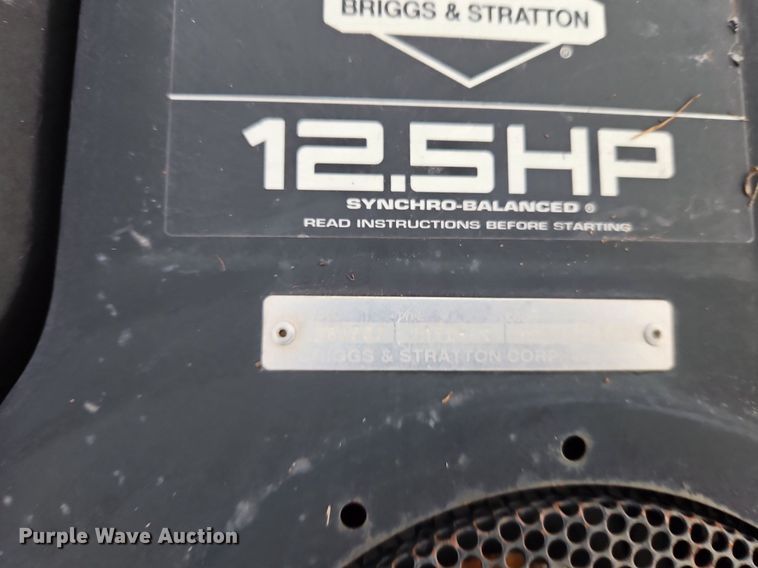 BRIGGS & STRATTON
®
12.5HP
SYNCHRO-BALANCED ®
READ INSTRUCTIONS BEFORE STARTING
BRIGGS & STRATTON CORP
Purple Wave Auction